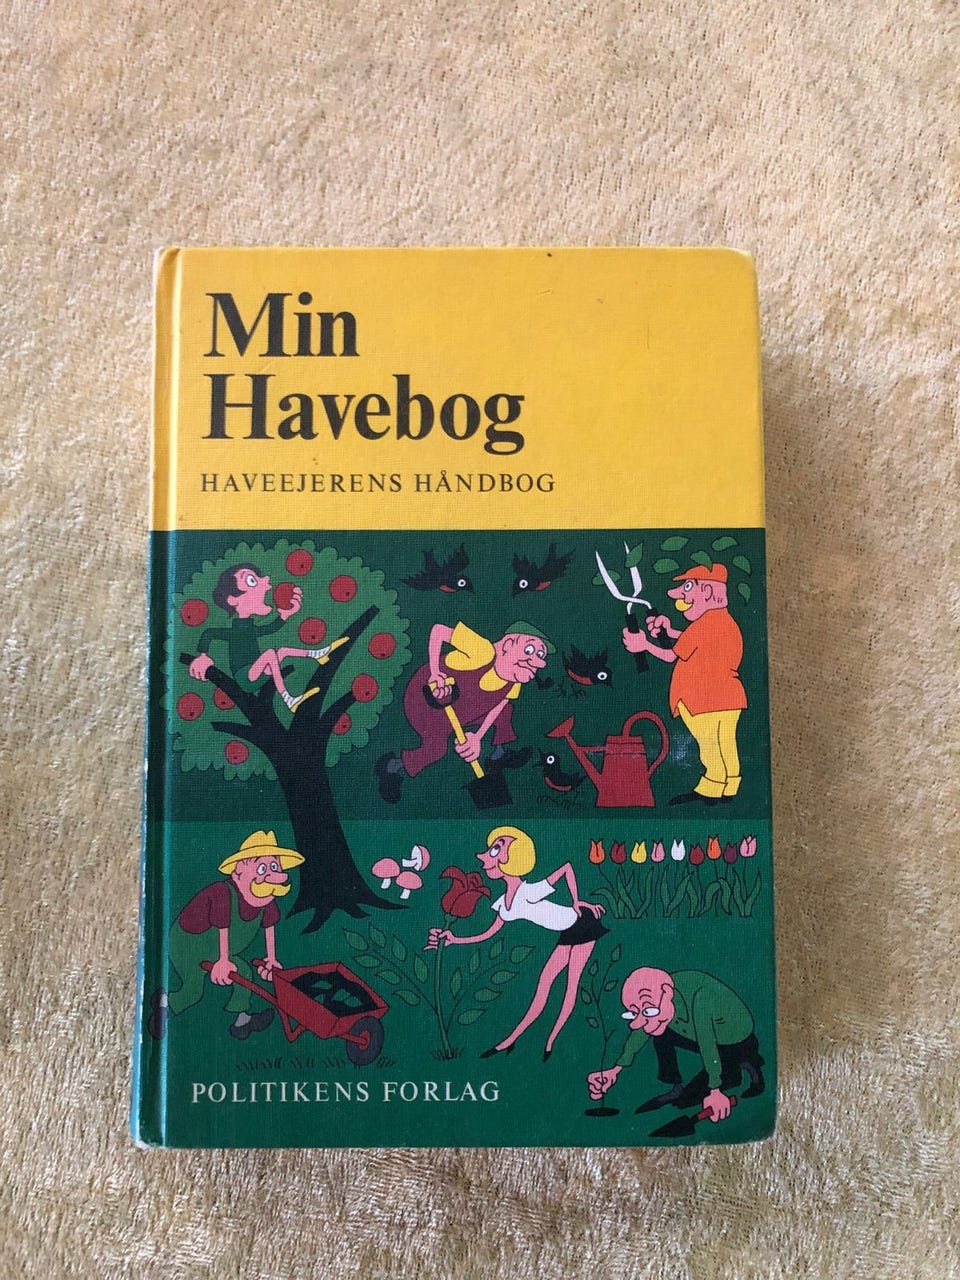 Min
Havebog
HAVEEJERENS HÅNDBOG
POLITIKENS FORLAG